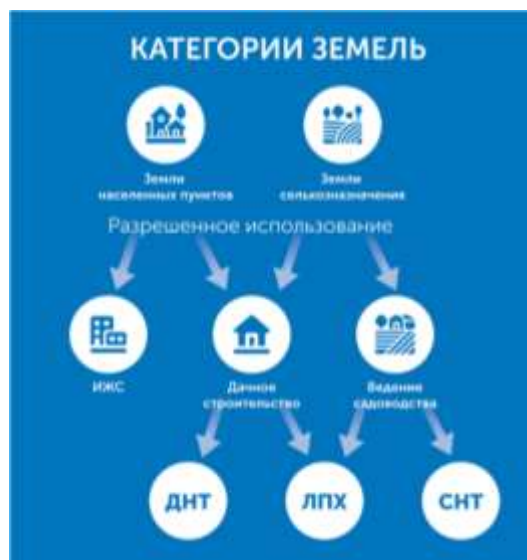 КАТЕГОРИИ ЗЕМЕЛЬ
Земли
населенных пунктов
Земли
сельхозназначения
Разрешенное использование
ИЖС
Дачное
строительство
Ведение
садоводства
ДНТ
ЛПХ
СНТ